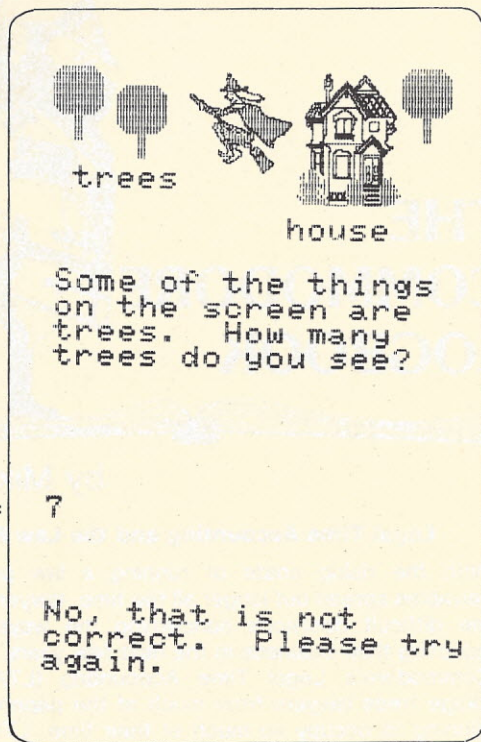 trees
house
Some of the things
on the screen are
trees. How many
trees do you see?
7
No, that is not
correct. Please try
again.